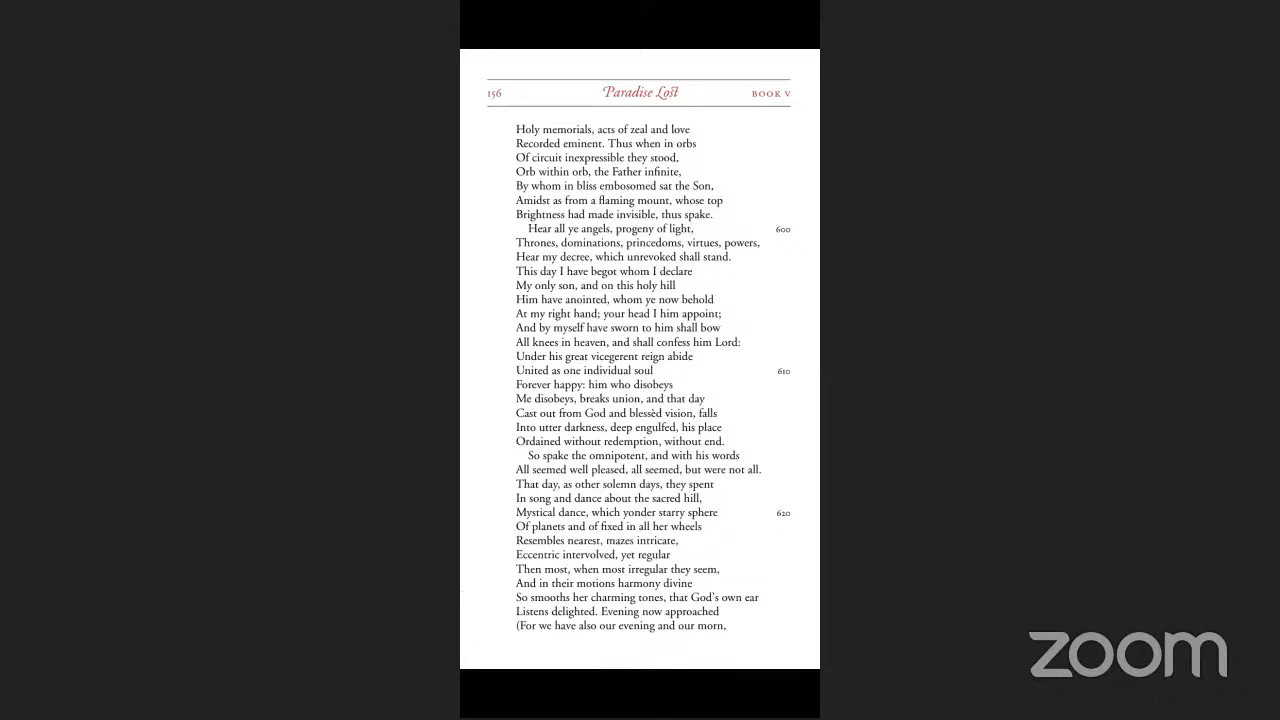 156 Paradise Lost BOOK V
Holy memorials, acts of zeal and love
Recorded eminent. Thus when in orbs
Of circuit inexpressible they stood,
Orb within orb, the Father infinite,
By whom in bliss embosomed sat the Son,
Amidst as from a flaming mount, whose top
Brightness had made invisible, thus spake.
Hear all ye angels, progeny of light, 600
Thrones, dominations, princedoms, virtues, powers,
Hear my decree, which unrevoked shall stand.
This day I have begot whom I declare
My only son, and on this holy hill
Him have anointed, whom ye now behold
At my right hand; your head I him appoint;
And by myself have sworn to him shall bow
All knees in heaven, and shall confess him Lord:
Under his great vicegerent reign abide
United as one individual soul 610
Forever happy: him who disobeys
Me disobeys, breaks union, and that day
Cast out from God and blessèd vision, falls
Into utter darkness, deep engulfed, his place
Ordained without redemption, without end.
So spake the omnipotent, and with his words
All seemed well pleased, all seemed, but were not all.
That day, as other solemn days, they spent
In song and dance about the sacred hill,
Mystical dance, which yonder starry sphere 620
Of planets and of fixed in all her wheels
Resembles nearest, mazes intricate,
Eccentric intervolved, yet regular
Then most, when most irregular they seem,
And in their motions harmony divine
So smooths her charming tones, that God's own ear
Listens delighted. Evening now approached
(For we have also our evening and our morn,
zoom